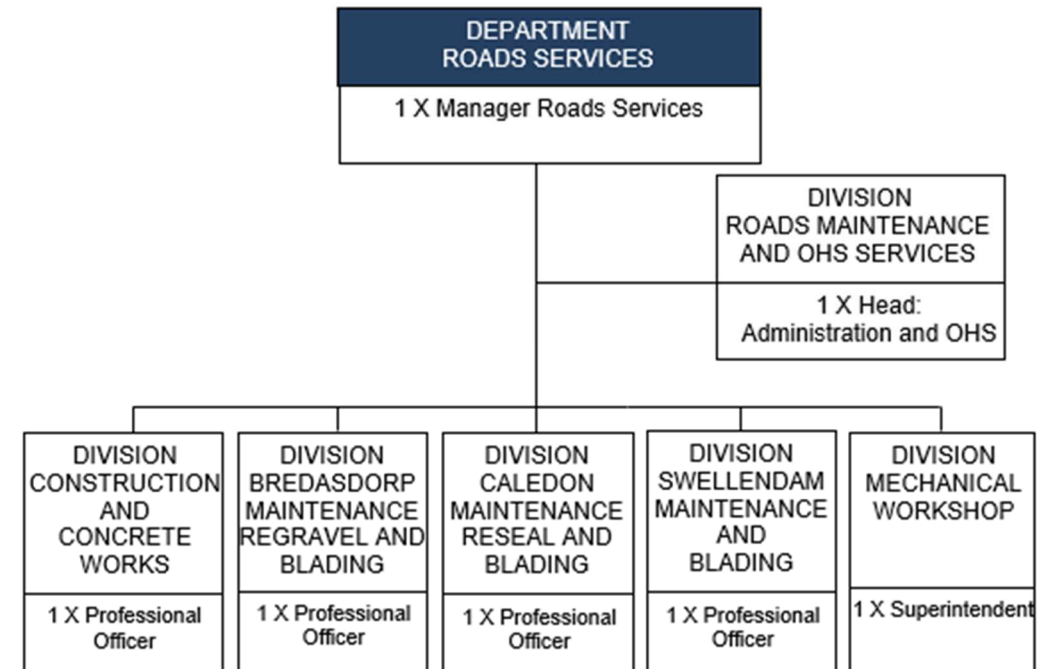 DEPARTMENT
ROADS SERVICES
1 X Manager Roads Services
DIVISION
ROADS MAINTENANCE
AND OHS SERVICES
1 X Head:
Administration and OHS
DIVISION
CONSTRUCTION
AND
CONCRETE
WORKS
1 X Professional
Officer
DIVISION
BREDASDORP
MAINTENANCE
REGRAVEL AND
BLADING
1 X Professional
Officer
DIVISION
CALEDON
MAINTENANCE
RESEAL AND
BLADING
1 X Professional
Officer
DIVISION
SWELLENDAM
MAINTENANCE
AND
BLADING
1 X Professional
Officer
DIVISION
MECHANICAL
WORKSHOP
1 X Superintendent